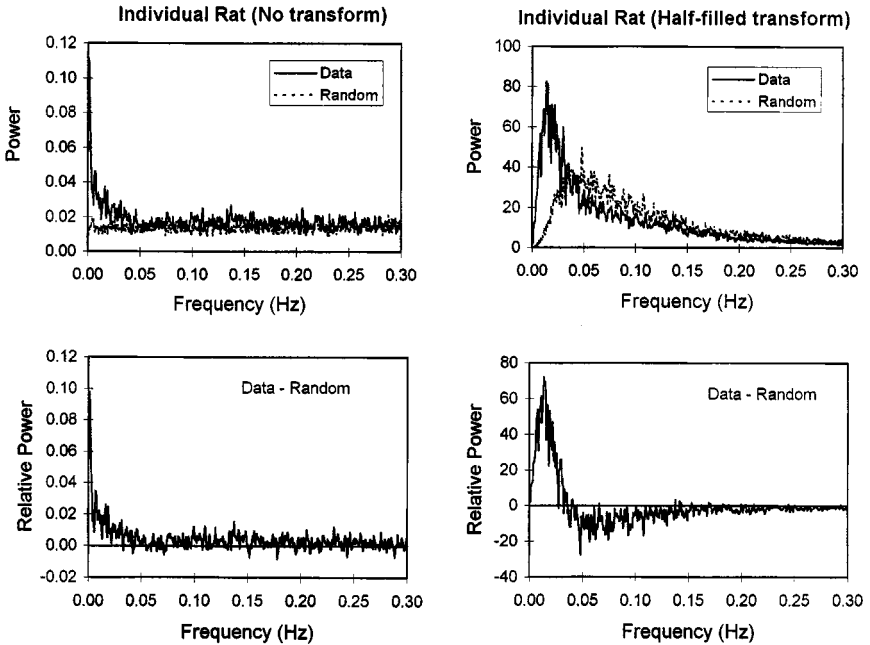 Individual Rat (No transform)
0.12
0.10
0.08
0.06
0.04
0.02
0.00
Power
Data
Random
0.00 0.05 0.10 0.15 0.20 0.25 0.30
Frequency (Hz)
Individual Rat (Half-filled transform)
100
80
60
40
20
0
Power
Data
Random
0.00 0.05 0.10 0.15 0.20 0.25 0.30
Frequency (Hz)
0.12
0.10
0.08
0.06
0.04
0.02
0.00
-0.02
Relative Power
Data - Random
0.00 0.05 0.10 0.15 0.20 0.25 0.30
Frequency (Hz)
80
60
40
20
0
-20
-40
Relative Power
Data - Random
0.00 0.05 0.10 0.15 0.20 0.25 0.30
Frequency (Hz)